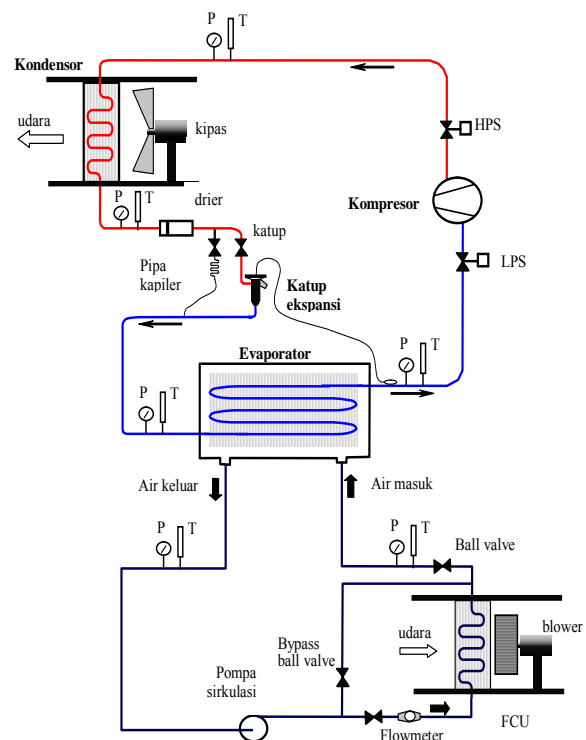 P T
Kondensor
udara
kipas
HPS
Kompresor
P T
drier
katup
LPS
Pipa
kapiler
Katup
ekspansi
Evaporator
P T
P T
Air keluar
Air masuk
P T
P T
Ball valve
blower
udara
Bypass
ball valve
Pompa
sirkulasi
Flowmeter
FCU